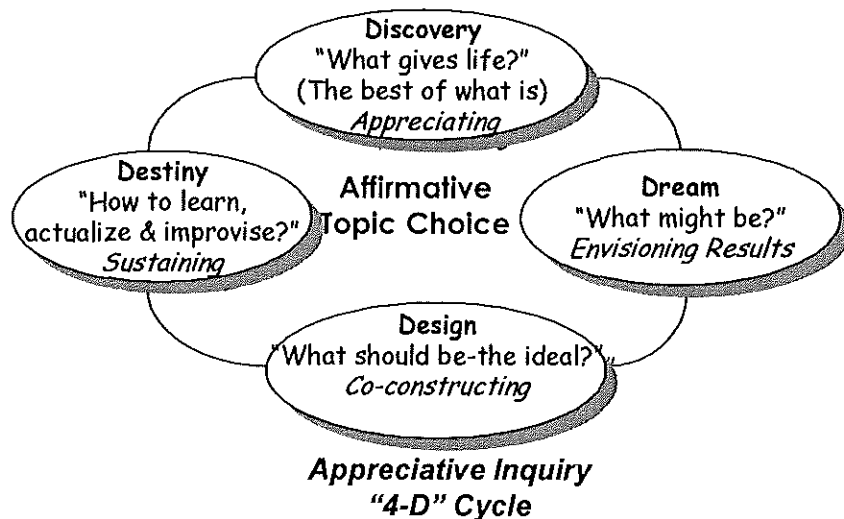 Discovery
"What gives life?"
(The best of what is)
Appreciating
Destiny
"How to learn,
actualize & improvise?"
Sustaining
Affirmative
Topic Choice
Dream
"What might be?"
Envisioning Results
Design
"What should be-the ideal?"
Co-constructing
Appreciative Inquiry
"4-D" Cycle